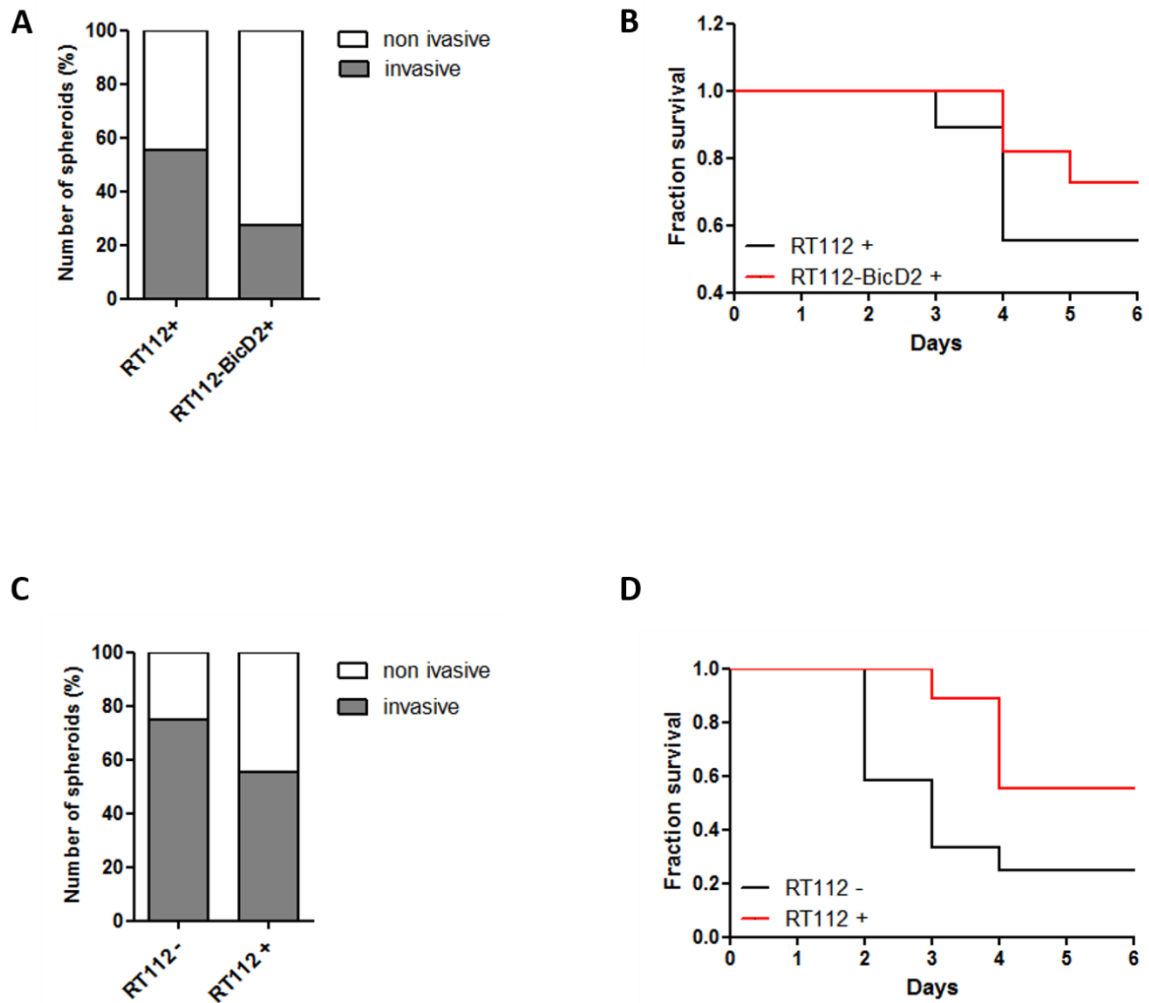 A
Number of spheroids (%)
100
80
60
40
20
0
RT112+
RT112-BicD2+
non ivasive
invasive
B
Fraction survival
1.2
1.0
0.8
0.6
0.4
RT112 +
RT112-BicD2 +
0 1 2 3 4 5 6
Days
C
Number of spheroids (%)
100
80
60
40
20
0
RT112 -
RT112 +
non ivasive
invasive
D
Fraction survival
1.0
0.8
0.6
0.4
0.2
0.0
RT112 -
RT112 +
0 1 2 3 4 5 6
Days